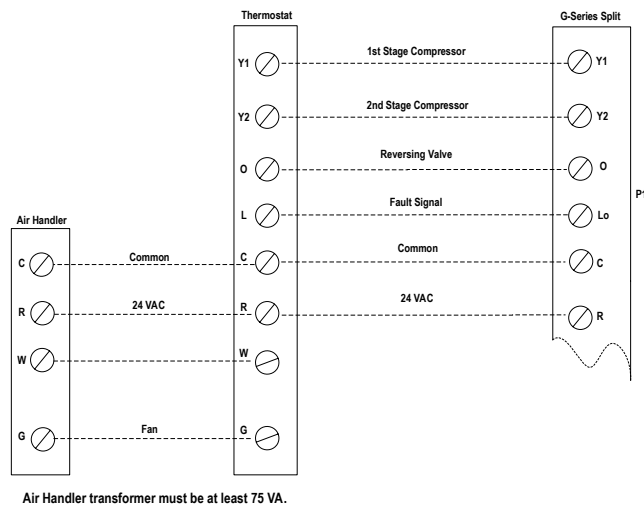 Thermostat
G-Series Split
Y1
1st Stage Compressor
Y1
Y2
2nd Stage Compressor
Y2
O
Reversing Valve
O
P1
L
Fault Signal
Lo
Air Handler
C
Common
C
Common
C
R
24 VAC
R
24 VAC
R
W
W
G
Fan
G
Air Handler transformer must be at least 75 VA.